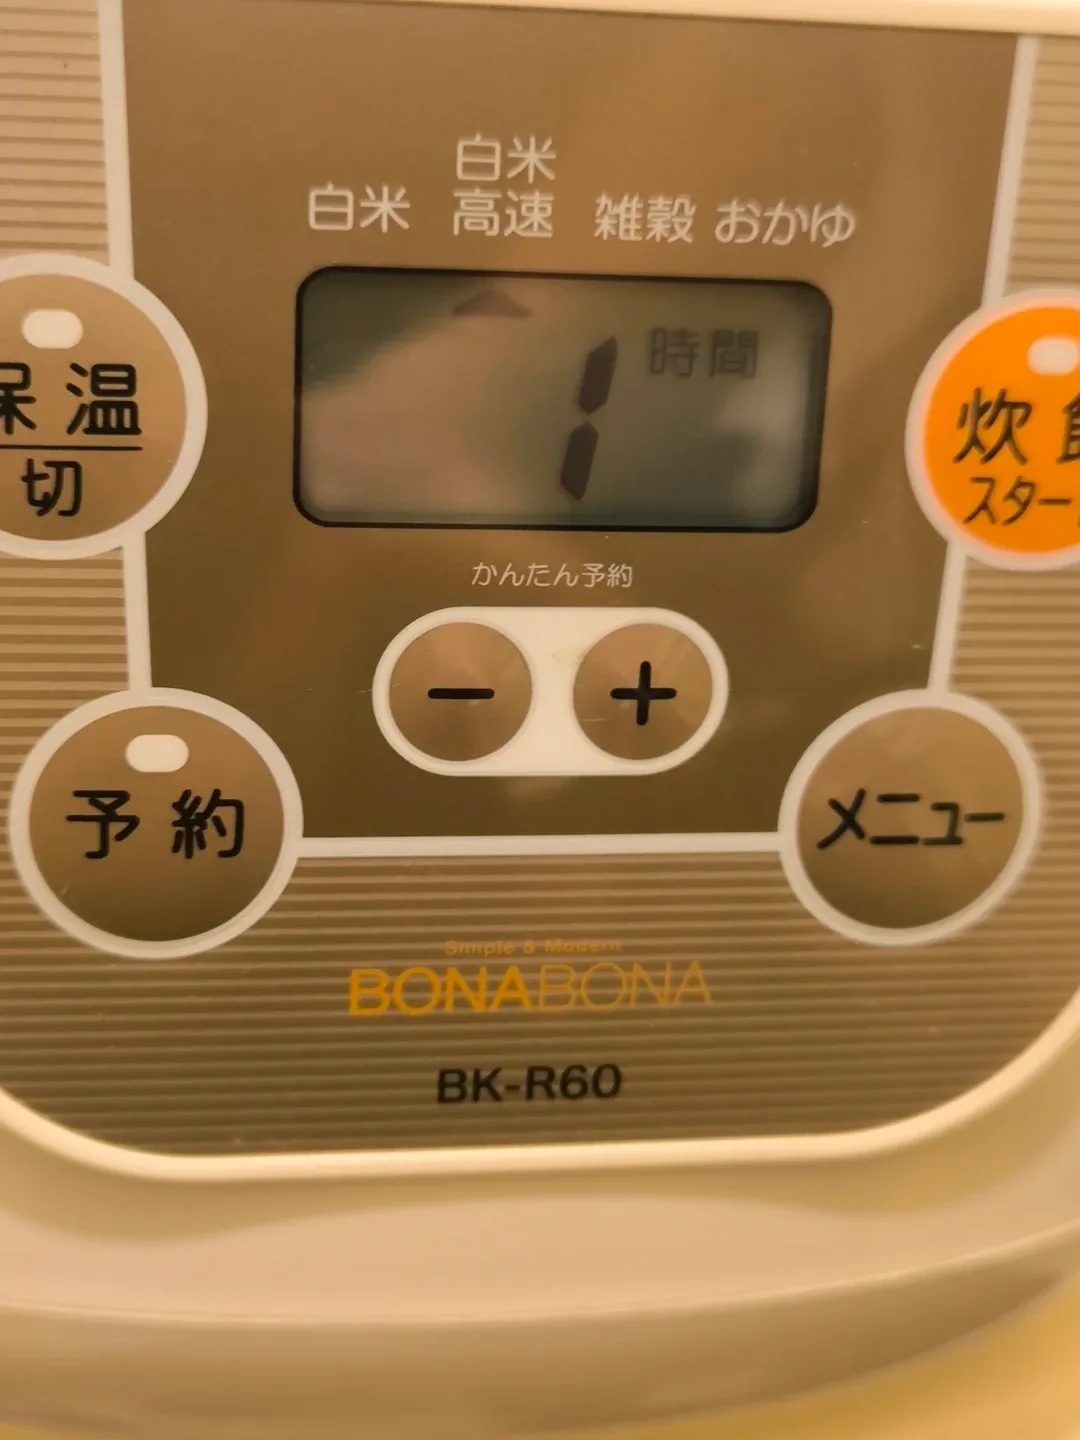 白米
白米
高速
雑穀
おかゆ
1 時間
保温
切
炊飯
スタート
かんたん予約
− +
予約
メニュー
Simple & Modern
BONABONA
BK-R60